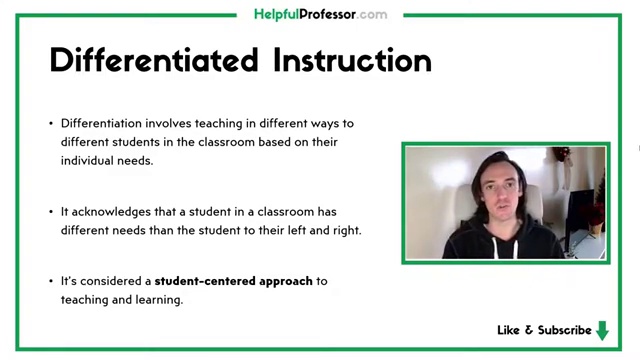 HelpfulProfessor.com
Differentiated Instruction
• Differentiation involves teaching in different ways to
different students in the classroom based on their
individual needs.
• It acknowledges that a student in a classroom has
different needs than the student to their left and right.
• It's considered a student-centered approach to
teaching and learning.
Like & Subscribe